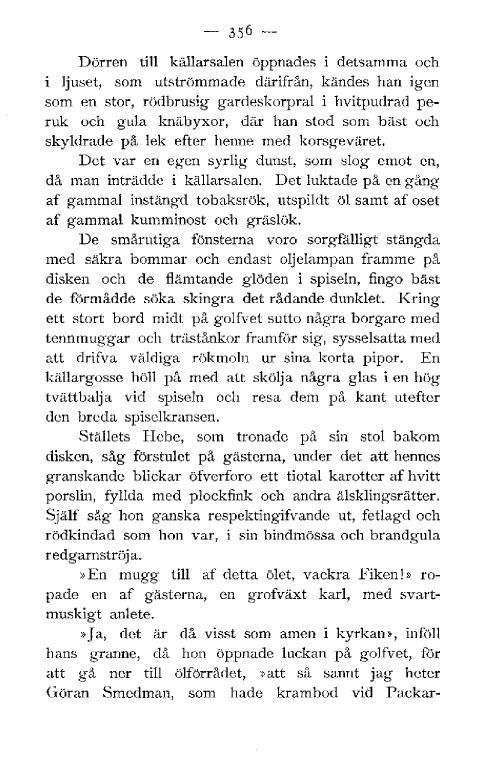 — 356 —
Dörren till källarsalen öppnades i detsamma och
i ljuset, som utströmmade därifrån, kändes han igen
som en stor, rödbrusig gardeskorpral i hvitpudrad pe-
ruk och gula knäbyxor, där han stod som bäst och
skyldrade på lek efter henne med korsgeväret.
Det var en egen syrlig dunst, som slog emot en,
då man inträdde i källarsalen. Det luktade på en gång
af gammal instängd tobaksrök, utspildt öl samt af oset
af gammal kumminost och gräslök.
De smårutiga fönsterna voro sorgfälligt stängda
med säkra bommar och endast oljelampan framme på
disken och de flämtande glöden i spiseln, fingo bäst
de förmådde söka skingra det rådande dunklet. Kring
ett stort bord midt på golfvet sutto några borgare med
tennmuggar och trästånkor framför sig, sysselsatta med
att drifva väldiga rökmoln ur sina korta pipor. En
källargosse höll på med att skölja några glas i en hög
tvättbalja vid spiseln och resa dem på kant utefter
den breda spiselkransen.
Ställets Hebe, som tronade på sin stol bakom
disken, såg förstulet på gästerna, under det att hennes
granskande blickar öfverforo ett tiotal karotter af hvitt
porslin, fyllda med plockfink och andra älsklingsrätter.
Själf såg hon ganska respektingifvande ut, fetlagd och
rödkindad som hon var, i sin bindmössa och brandgula
redgarnströja.
»En mugg till af detta ölet, vackra Fiken!» ro-
pade en af gästerna, en grofväxt karl, med svart-
muskigt anlete.
»Ja, det är då visst som amen i kyrkan», inföll
hans granne, då hon öppnade luckan på golfvet, för
att gå ner till ölförrådet, »att så sannt jag heter
Göran Smedman, som hade krambod vid Packar-